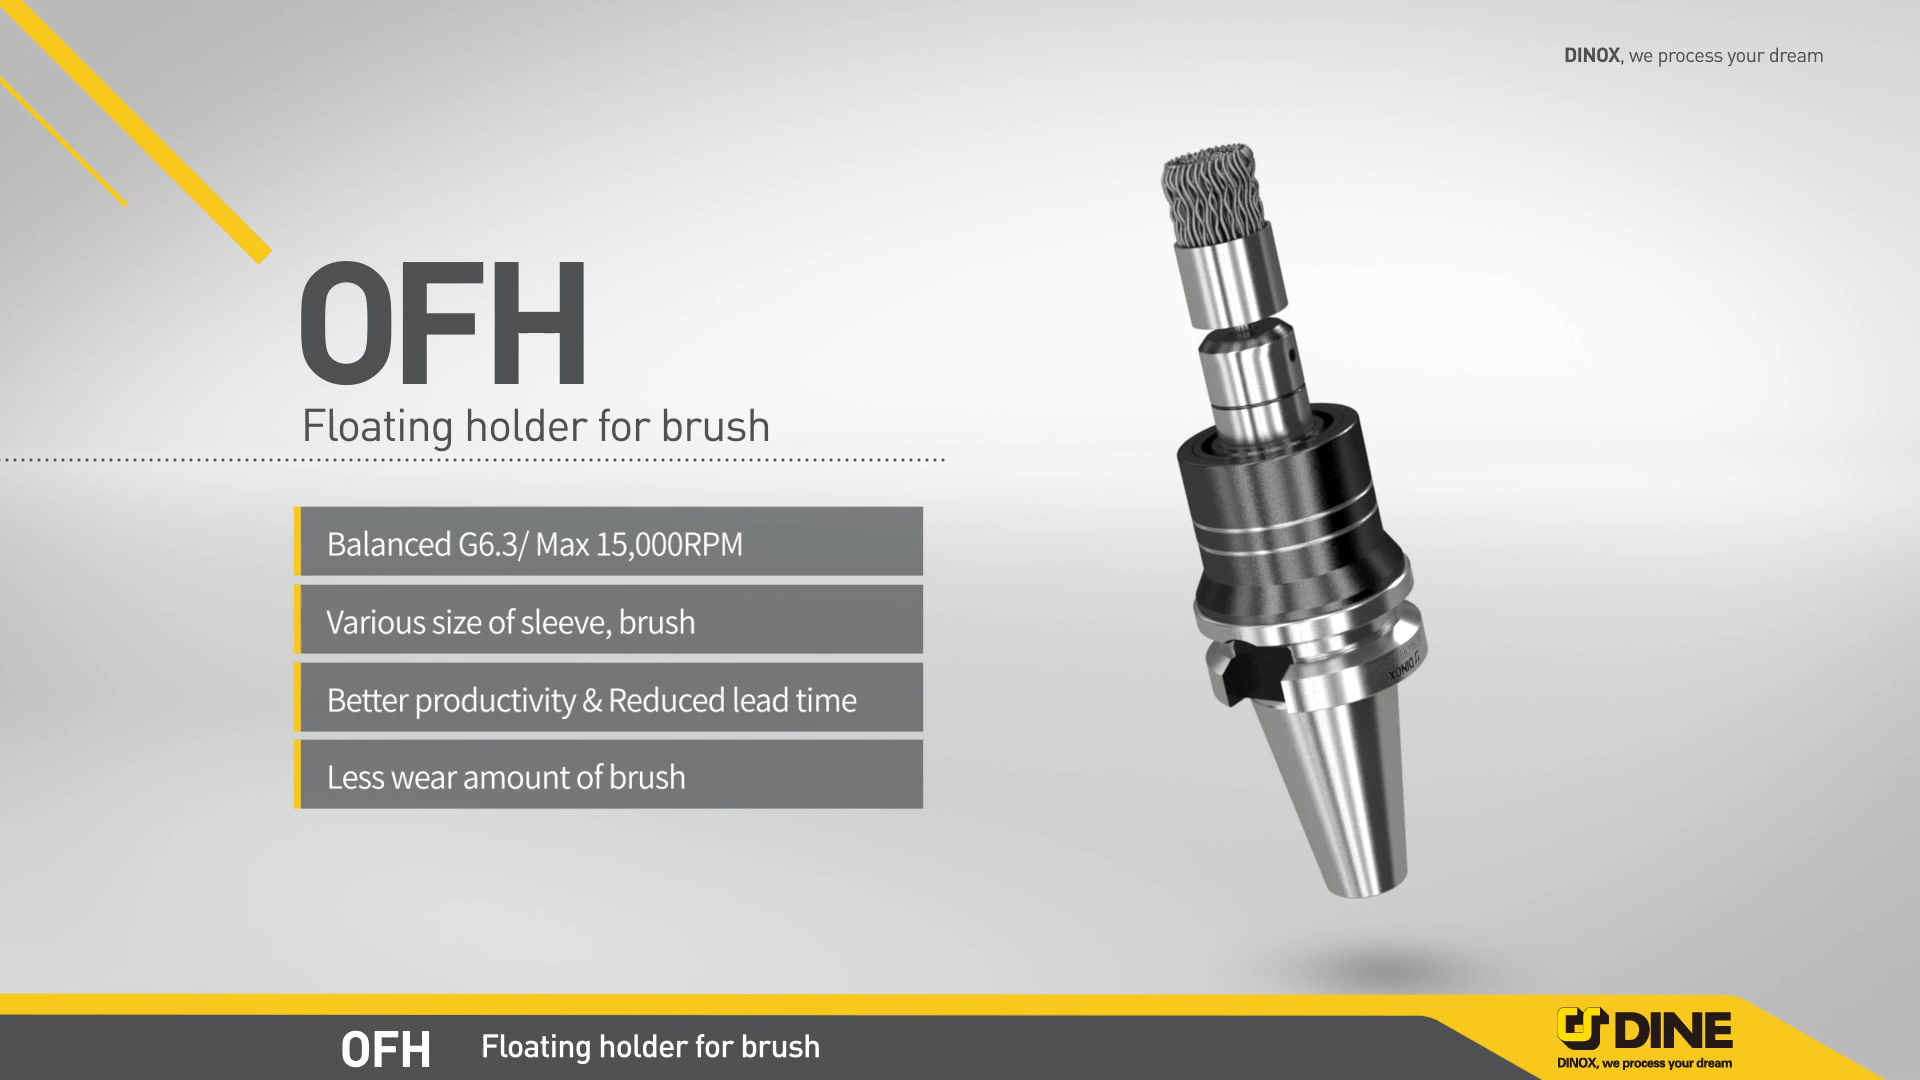 DINOX, we process your dream
OFH
Floating holder for brush
Balanced G6.3/ Max 15,000RPM
Various size of sleeve, brush
Better productivity & Reduced lead time
Less wear amount of brush
DINOX
OFH Floating holder for brush
DINE
DINOX, we process your dream